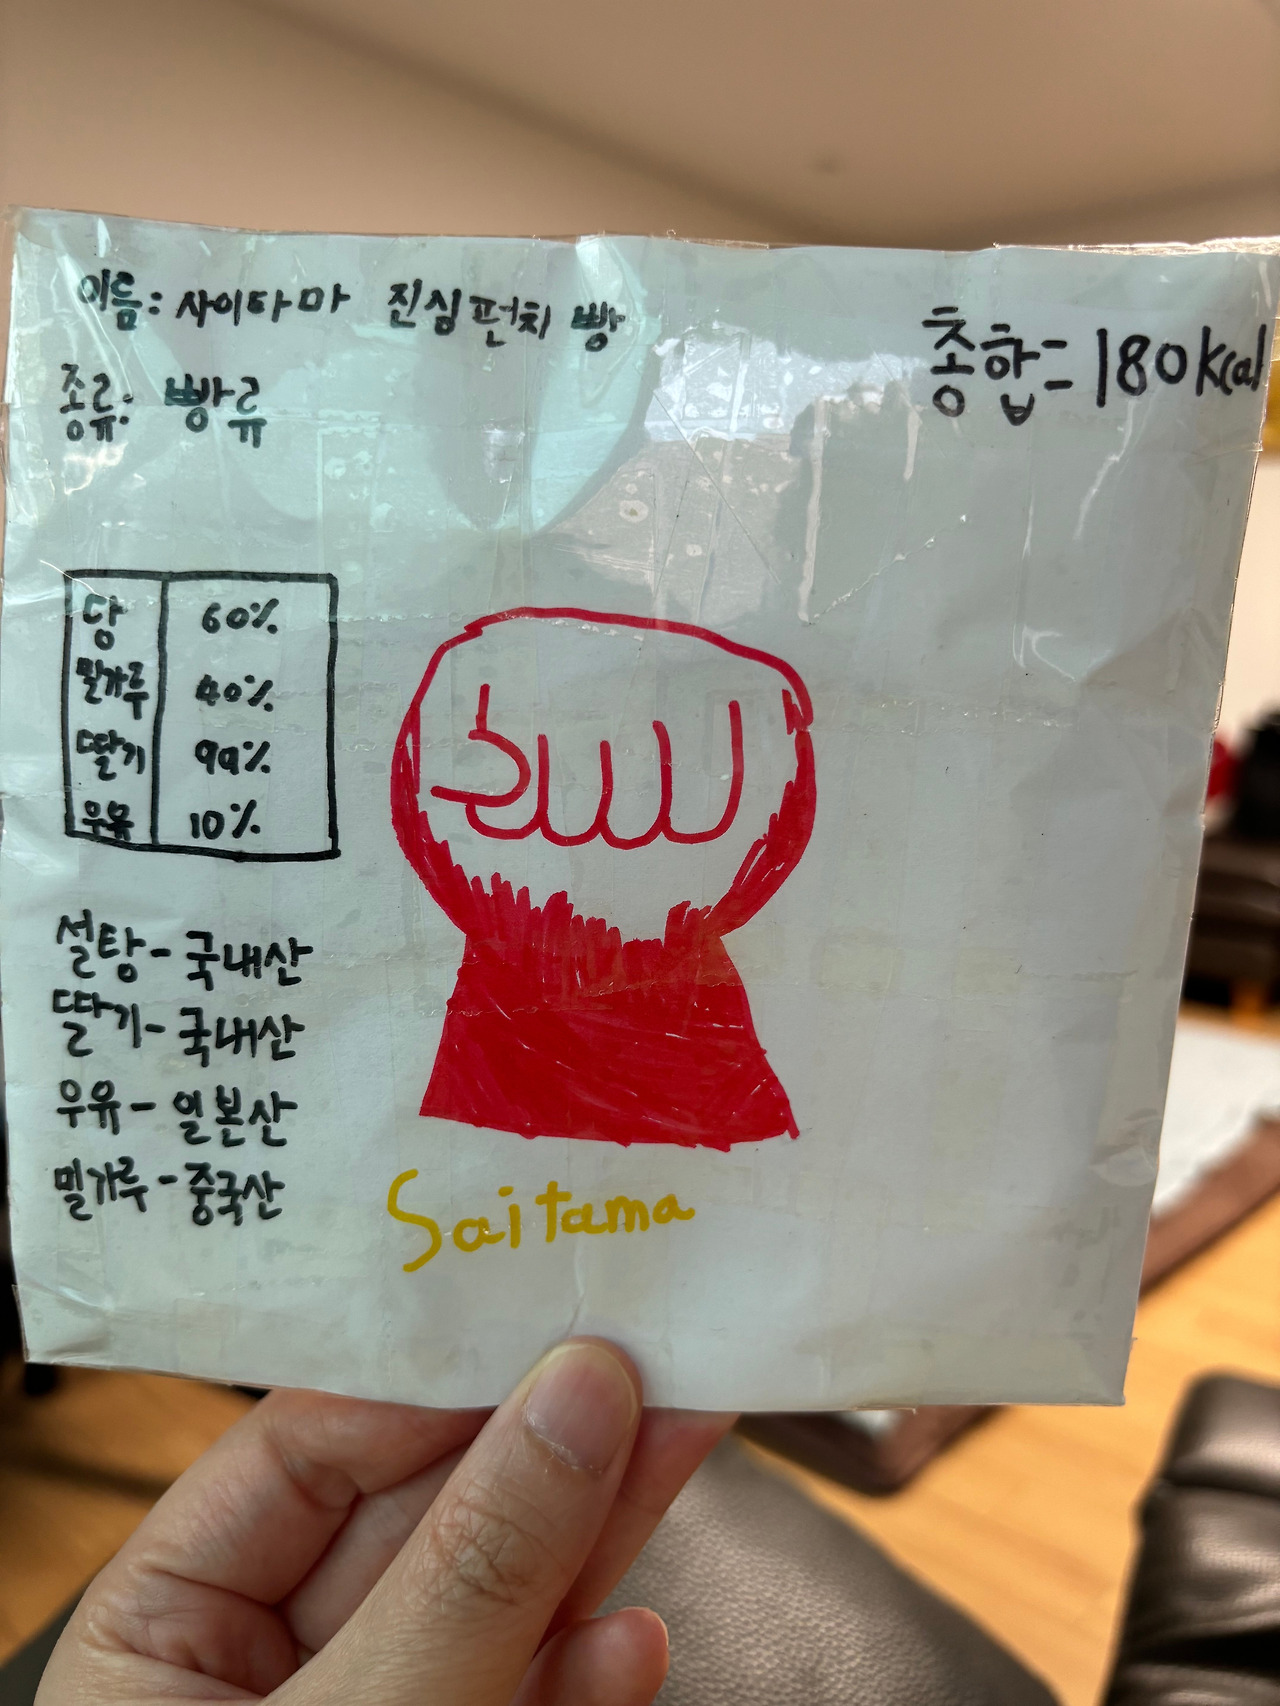 이름: 사이타마 진심펀치 빵
종류: 빵류
총합= 180kcal
당 60%
밀가루 40%
딸기 99%
우유 10%
설탕- 국내산
딸기- 국내산
우유- 일본산
밀가루- 중국산
Saitama